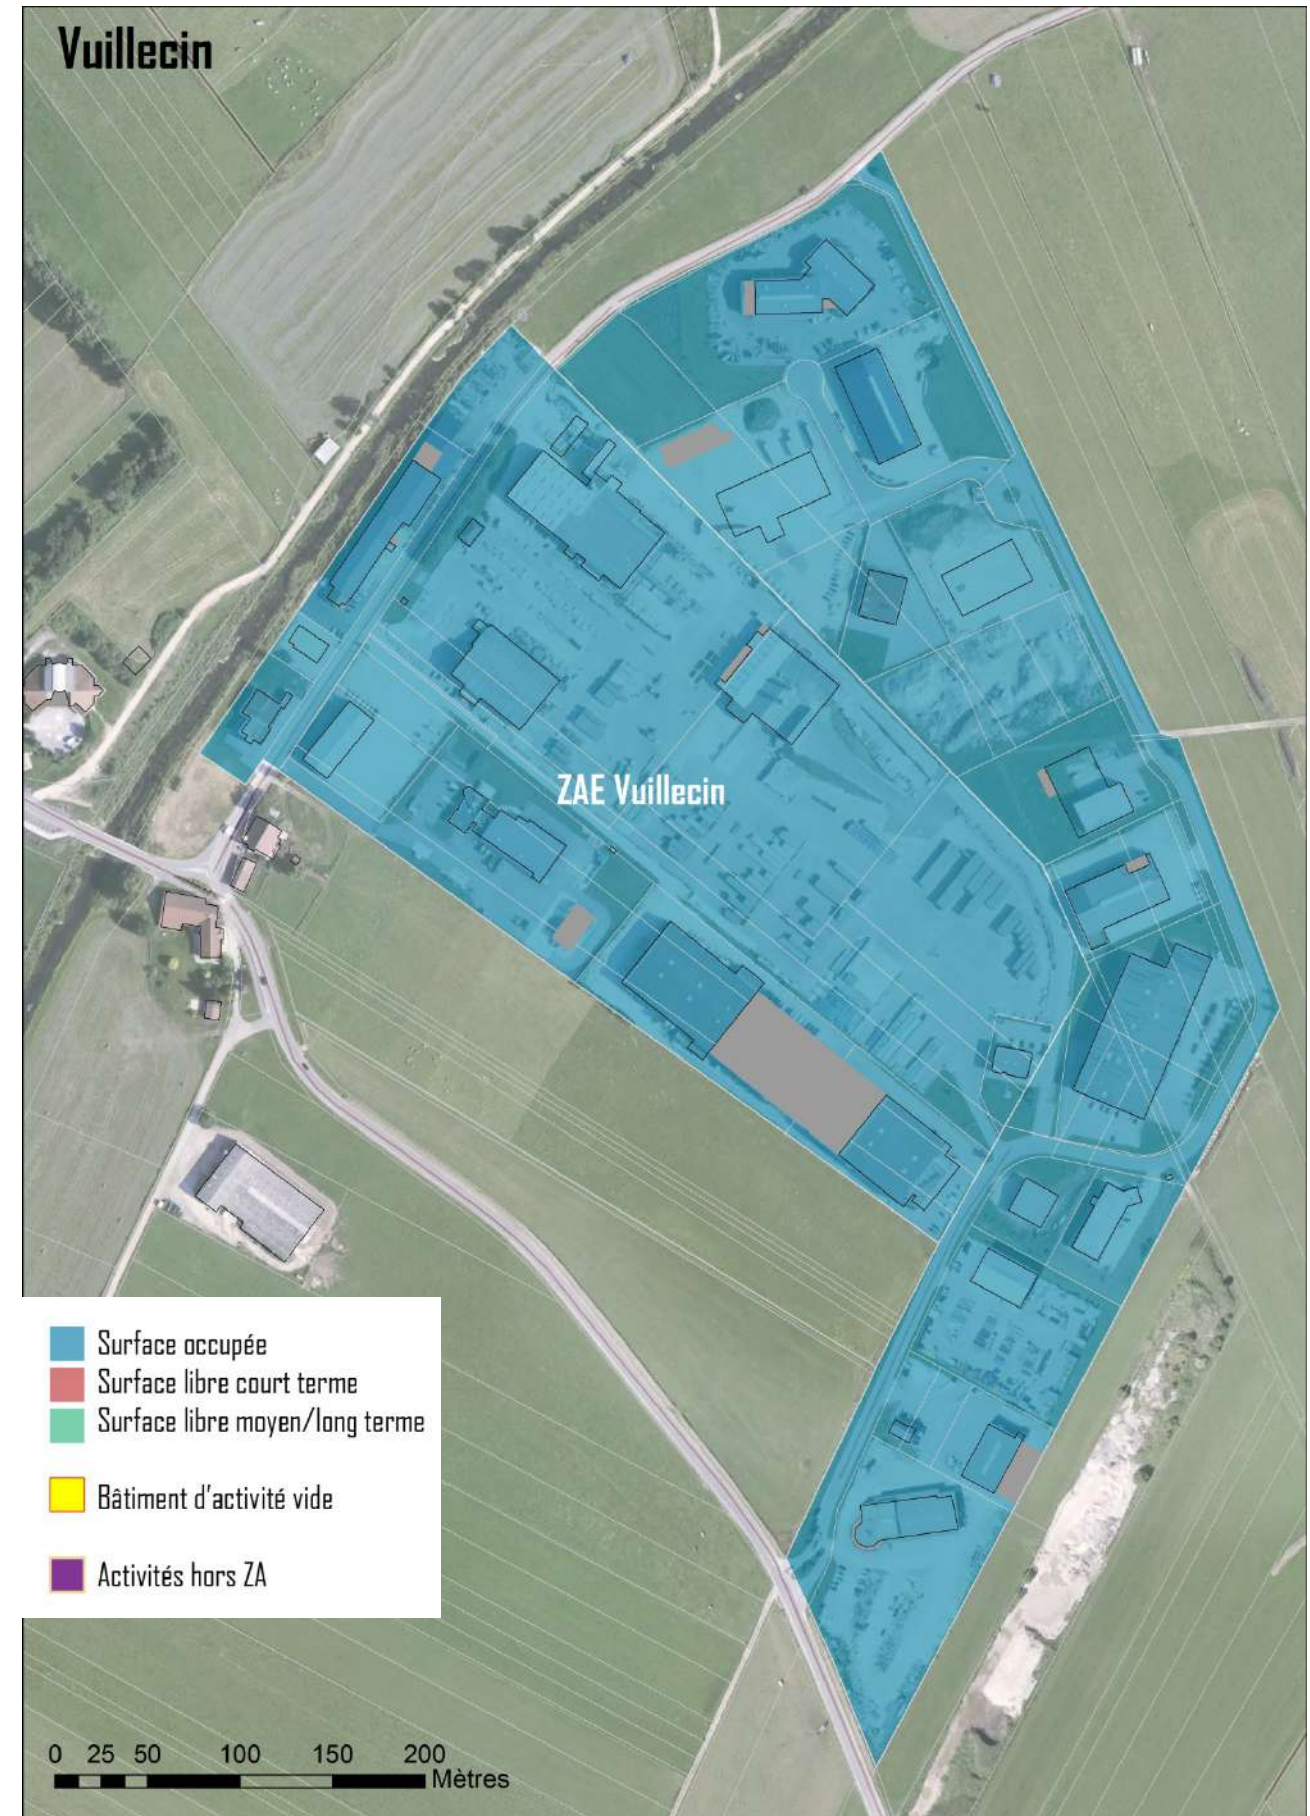 Vuillecin
ZAE Vuillecin
Surface occupée
Surface libre court terme
Surface libre moyen/long terme
Bâtiment d'activité vide
Activités hors ZA
0 25 50 100 150 200
Mètres